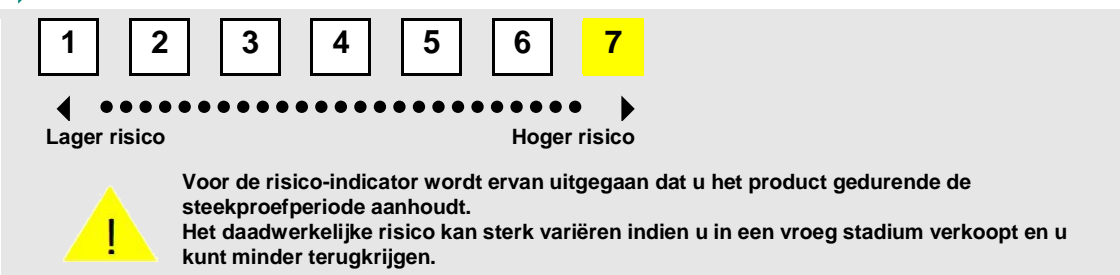 1 2 3 4 5 6 7
Lager risico Hoger risico
! Voor de risico-indicator wordt ervan uitgegaan dat u het product gedurende de
steekproefperiode aanhoudt.
Het daadwerkelijke risico kan sterk variëren indien u in een vroeg stadium verkoopt en u
kunt minder terugkrijgen.